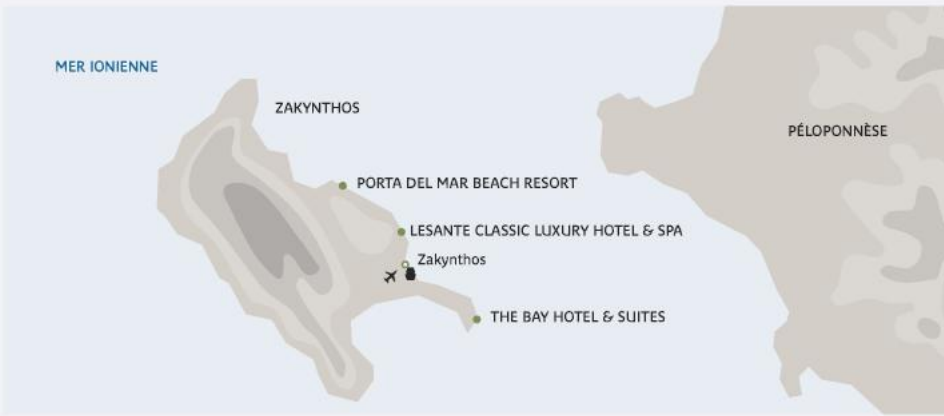 MER IONIENNE
ZAKYNTHOS
PÉLOPONNÈSE
PORTA DEL MAR BEACH RESORT
LESANTE CLASSIC LUXURY HOTEL & SPA
Zakynthos
THE BAY HOTEL & SUITES